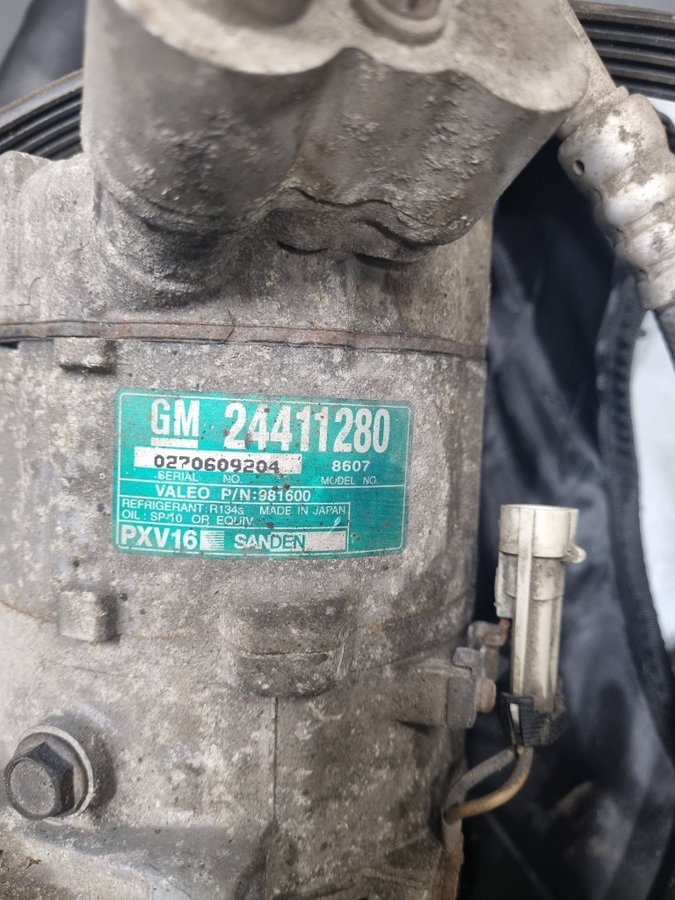 GM 24411280
0270609204 8607
SERIAL NO. MODEL NO.
VALEO P/N:981600
REFRIGERANT : R134a MADE IN JAPAN
OIL : SP-10 OR EQUIV.
PXV16 SANDEN